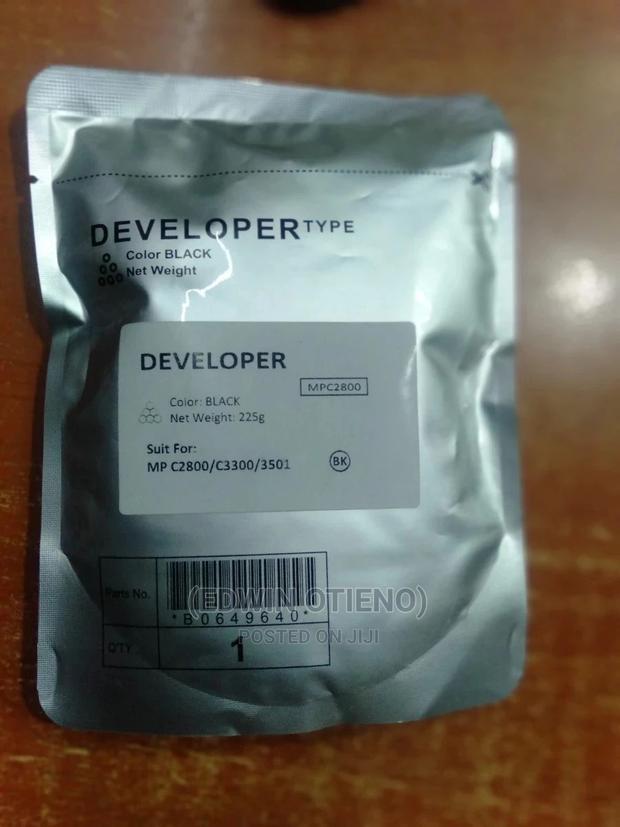 DEVELOPER TYPE
Color BLACK
Net Weight
DEVELOPER
MPC2800
Color: BLACK
Net Weight: 225g
Suit For:
MP C2800/C3300/3501
BK
Parts No.
(EDWIN OTIENO)
*B0649640*
POSTED ON JIJI
Q'TY
1